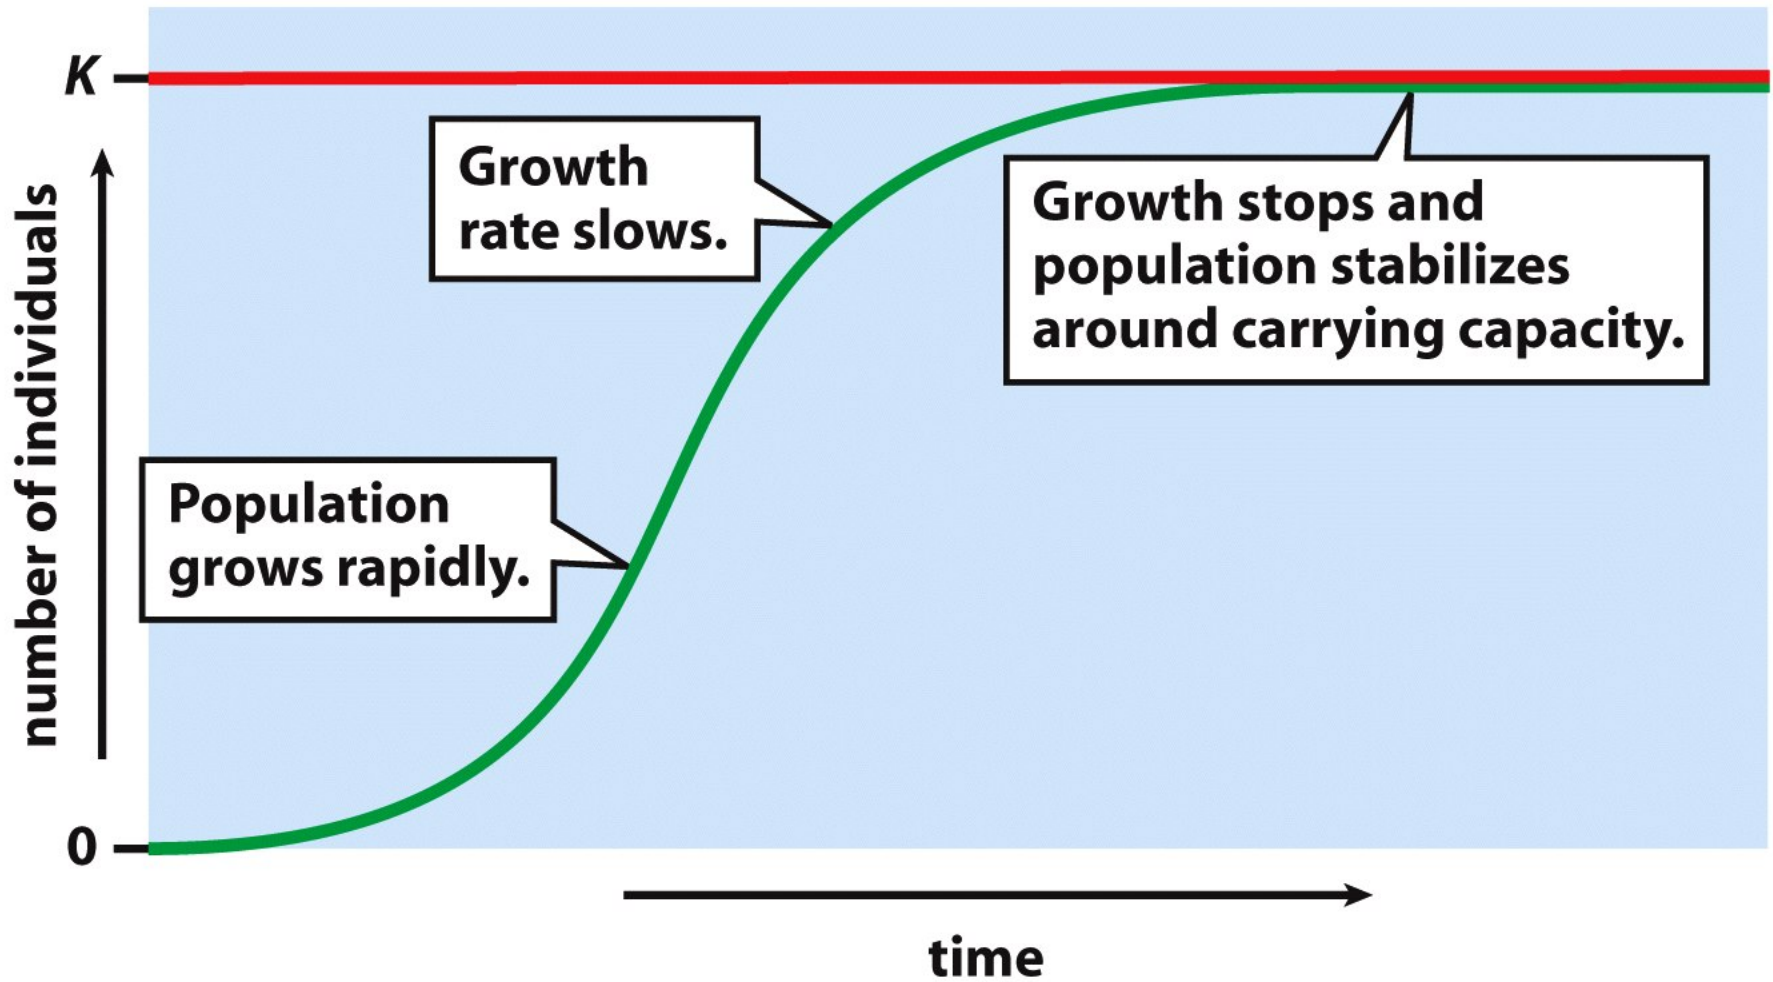 K
Growth
rate slows.
Growth stops and
population stabilizes
around carrying capacity.
number of individuals
Population
grows rapidly.
0
time